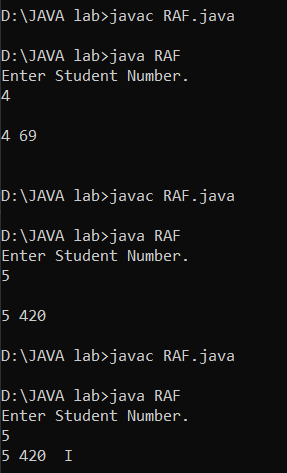 D:\JAVA lab>javac RAF.java
D:\JAVA lab>java RAF
Enter Student Number.
4
4 69
D:\JAVA lab>javac RAF.java
D:\JAVA lab>java RAF
Enter Student Number.
5
5 420
D:\JAVA lab>javac RAF.java
D:\JAVA lab>java RAF
Enter Student Number.
5
5 420